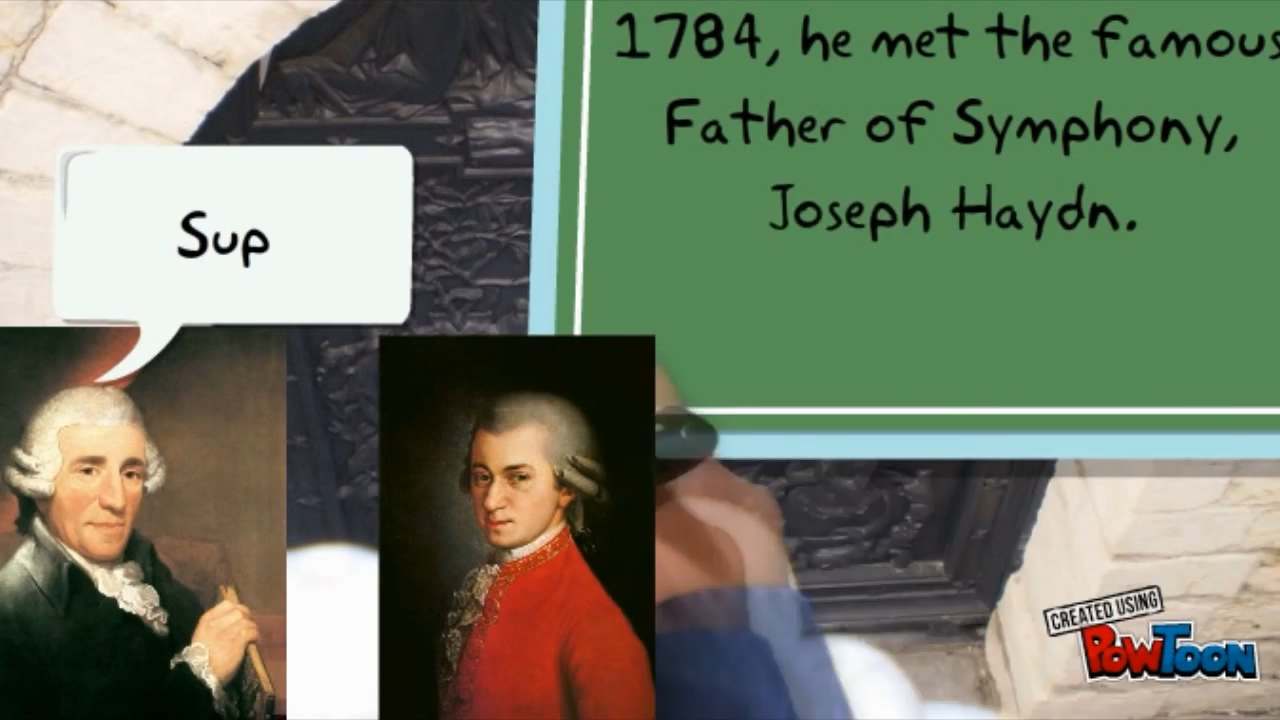 1784, he met the famous
Father of Symphony,
Joseph Haydn.
Sup
CREATED USING
POWTOON